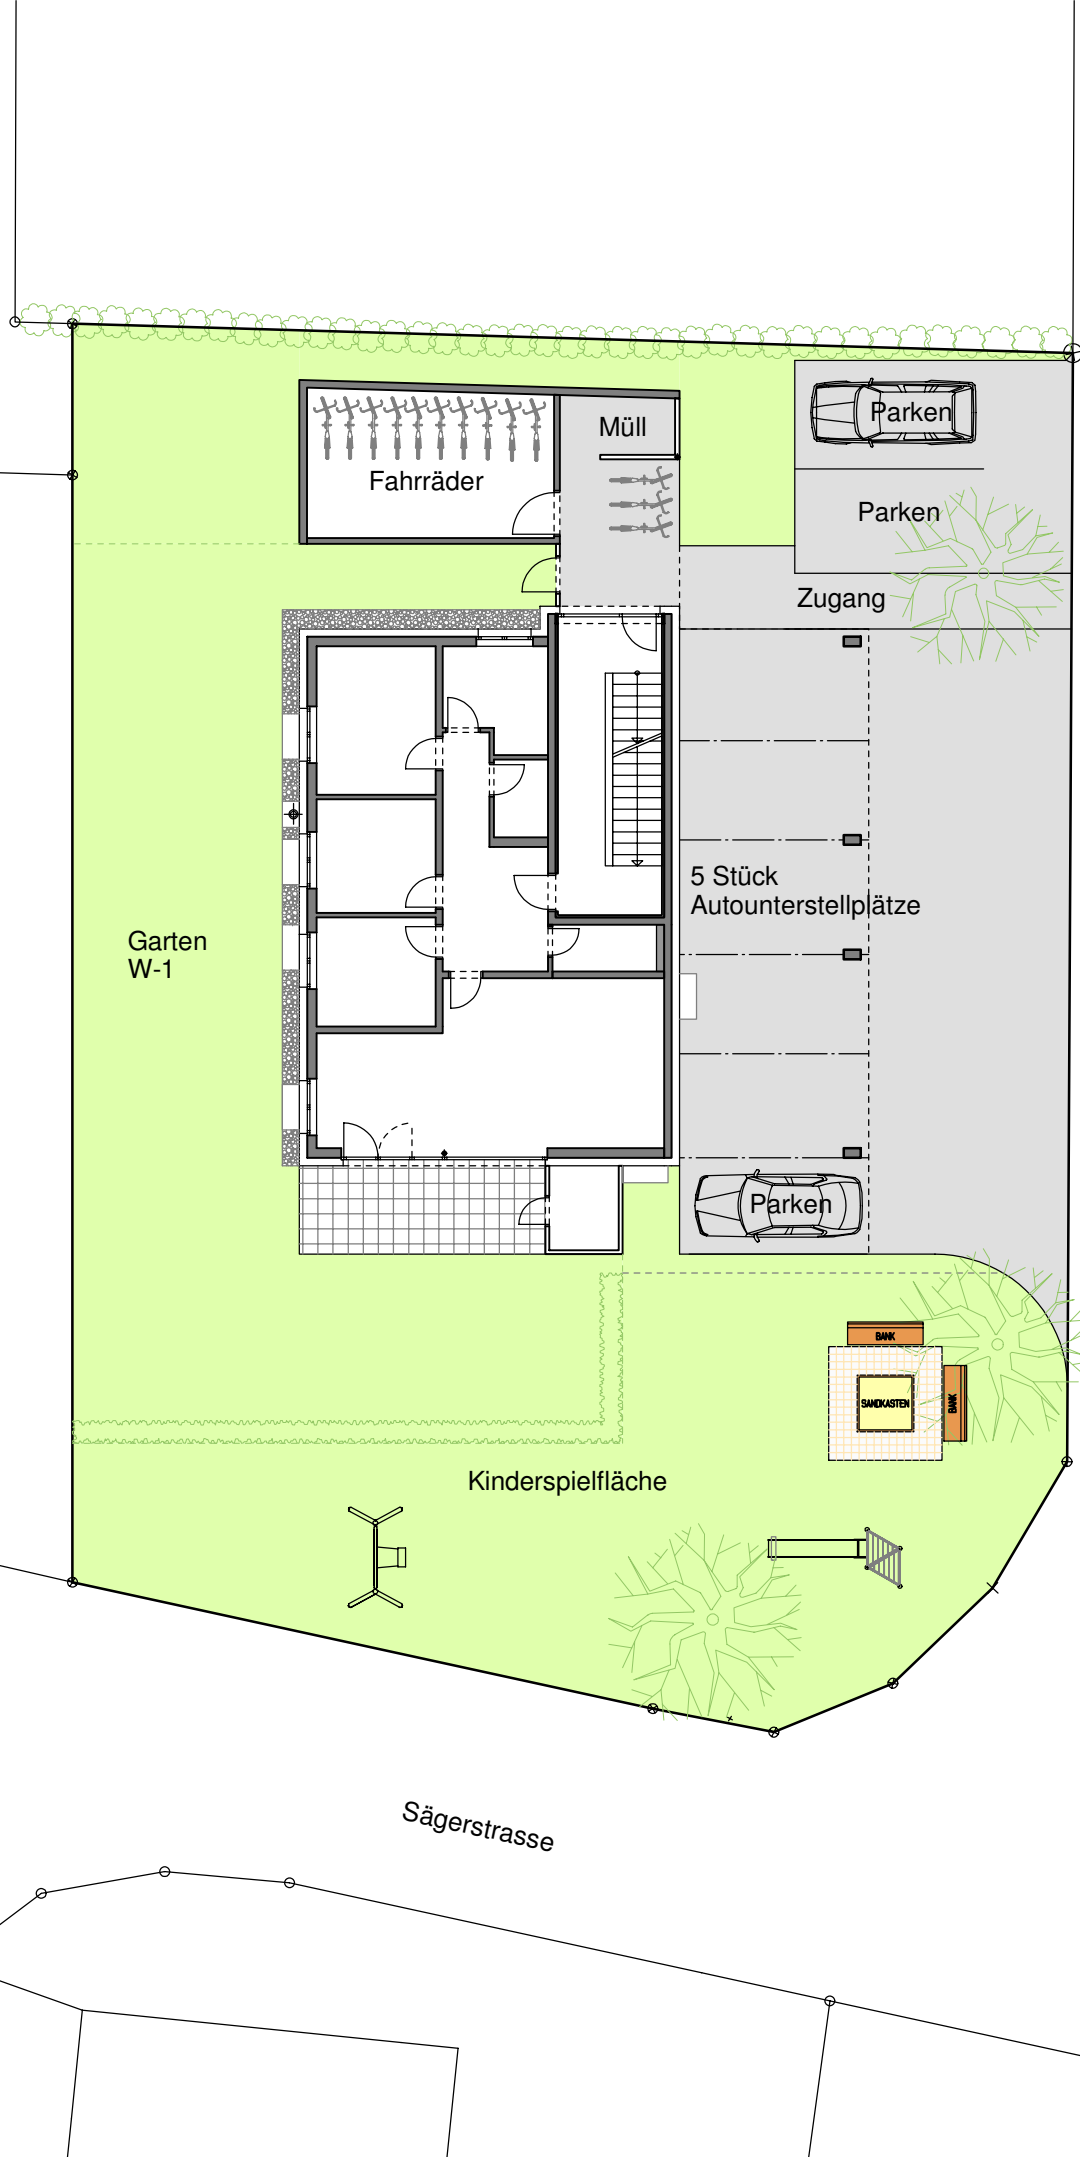 Parken
Müll
Fahrräder
Parken
Zugang
5 Stück
Autounterstellplätze
Garten
W-1
Parken
BANK
SANDKASTEN
BANK
Kinderspielfläche
Sägerstrasse